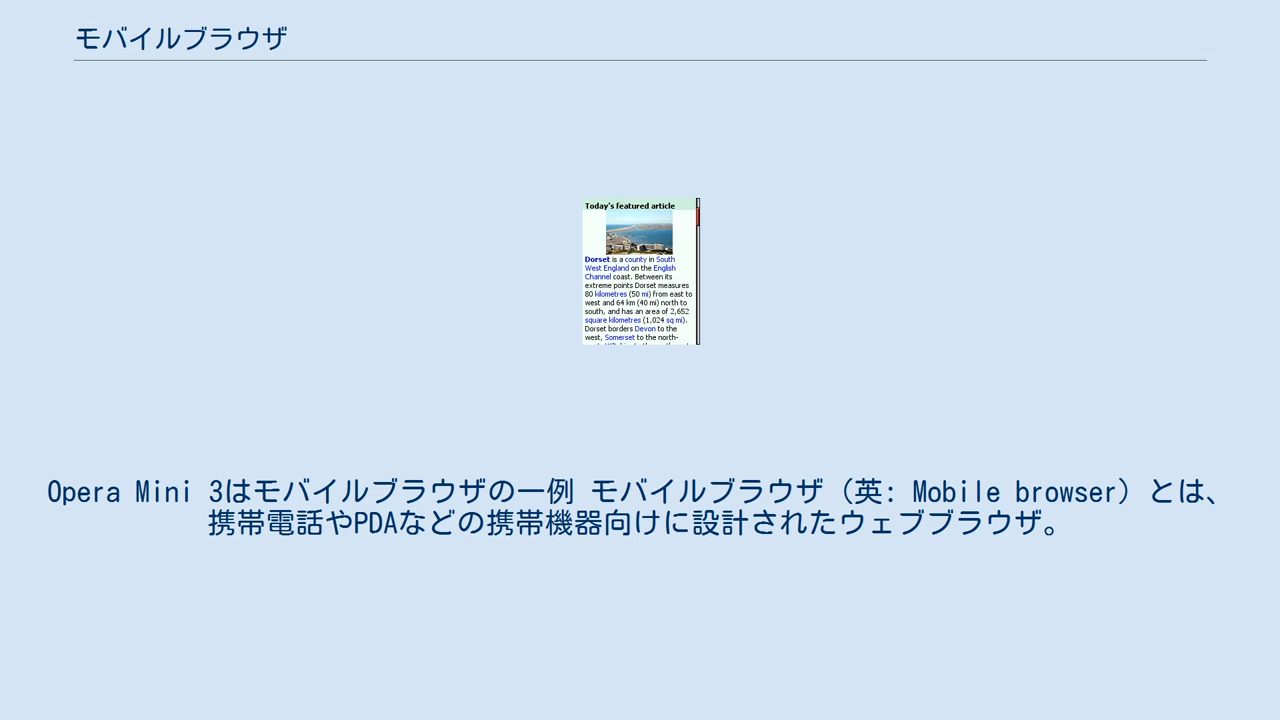 モバイルブラウザ
Today's featured article
Dorset is a county in South
West England on the English
Channel coast. Between its
extreme points Dorset measures
80 kilometres (50 mi) from east to
west and 64 km (40 mi) north to
south, and has an area of 2,652
square kilometres (1,024 sq mi).
Dorset borders Devon to the
west, Somerset to the north-
Opera Mini 3はモバイルブラウザの一例 モバイルブラウザ（英: Mobile browser）とは、
携帯電話やPDAなどの携帯機器向けに設計されたウェブブラウザ。